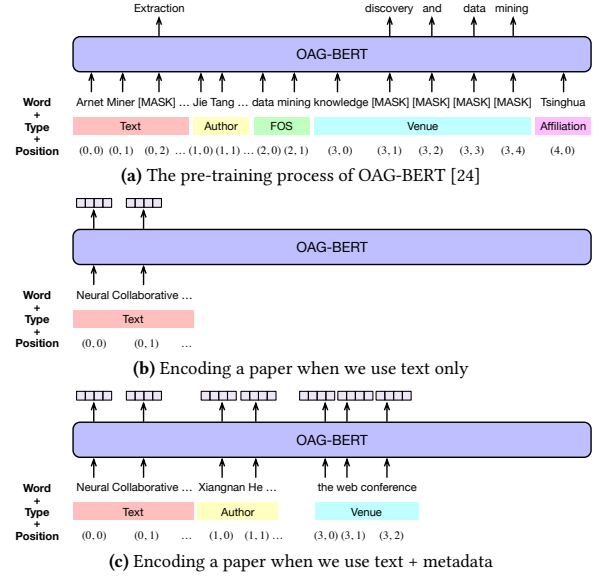 Extraction discovery and data mining
OAG-BERT
Word Arnet Miner [MASK] ... Jie Tang ... data mining knowledge [MASK] [MASK] [MASK] [MASK] Tsinghua
+
Type Text Author FOS Venue Affiliation
+
Position (0, 0) (0, 1) (0, 2) ... (1, 0) (1, 1) ... (2, 0) (2, 1) (3, 0) (3, 1) (3, 2) (3, 3) (3, 4) (4, 0)
(a) The pre-training process of OAG-BERT [24]
OAG-BERT
Word Neural Collaborative ...
+
Type Text
+
Position (0, 0) (0, 1) ...
(b) Encoding a paper when we use text only
OAG-BERT
Word Neural Collaborative ... Xiangnan He ... the web conference
+
Type Text Author Venue
+
Position (0, 0) (0, 1) ... (1, 0) (1, 1) ... (3, 0) (3, 1) (3, 2)
(c) Encoding a paper when we use text + metadata